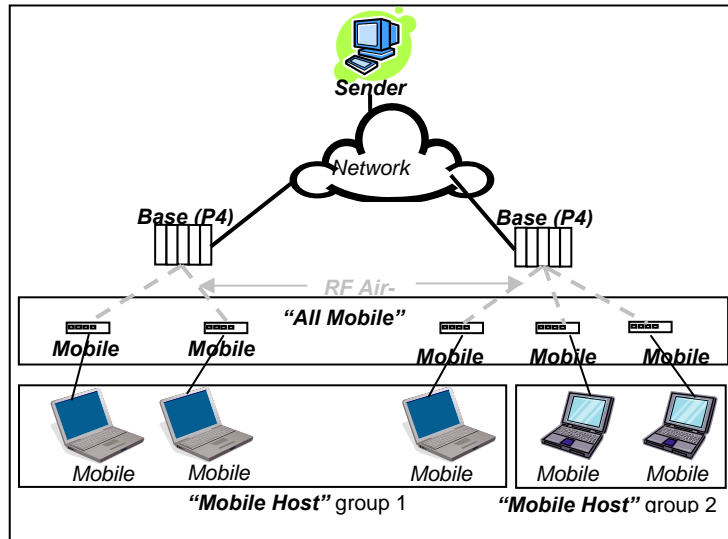 Sender
Network
Base (P4)
Base (P4)
RF Air-
“All Mobile”
Mobile
Mobile
Mobile
Mobile
Mobile
Mobile
Mobile
Mobile
Mobile
Mobile
“Mobile Host” group 1
“Mobile Host” group 2